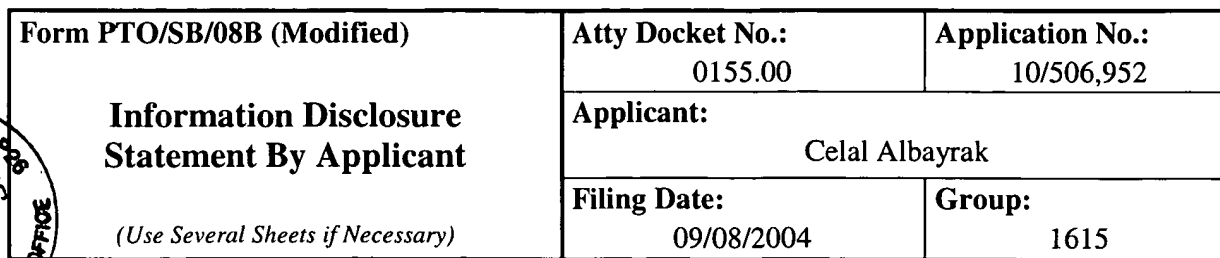 Form PTO/SB/08B (Modified)
Information Disclosure
Statement By Applicant
(Use Several Sheets if Necessary)
Atty Docket No.:
0155.00
Application No.:
10/506,952
Applicant:
Celal Albayrak
Filing Date:
09/08/2004
Group:
1615
OFFICE